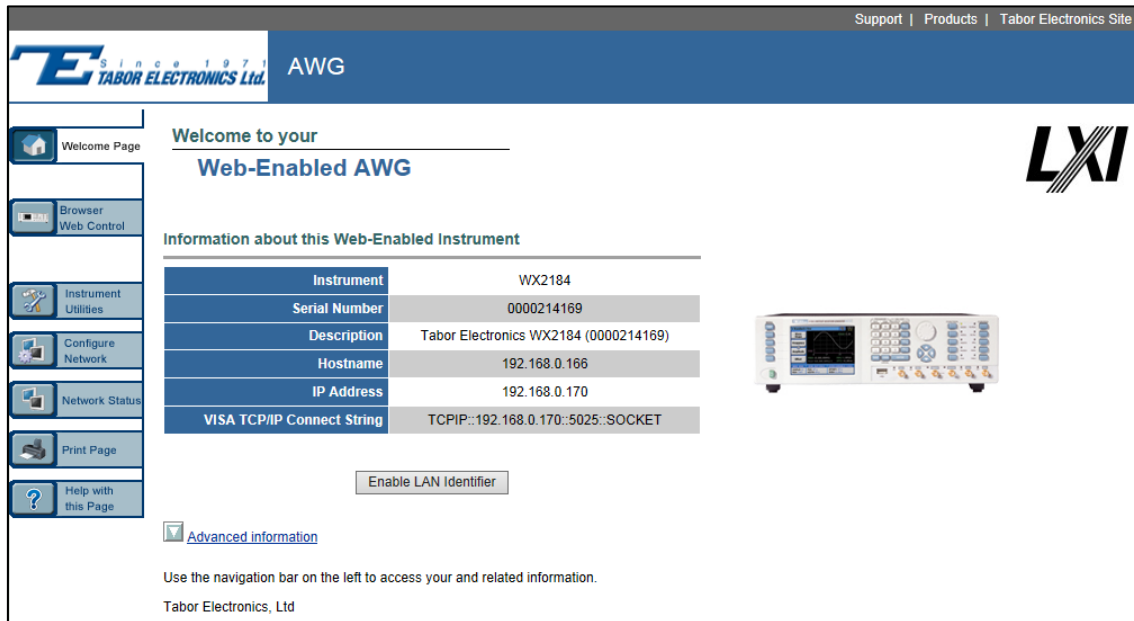 Support | Products | Tabor Electronics Site
Since 1971
TABOR ELECTRONICS Ltd.
AWG
Welcome Page
Browser
Web Control
Instrument
Utilities
Configure
Network
Network Status
Print Page
Help with
this Page
Welcome to your
Web-Enabled AWG
LXI
Information about this Web-Enabled Instrument
Instrument WX2184
Serial Number 0000214169
Description Tabor Electronics WX2184 (0000214169)
Hostname 192.168.0.166
IP Address 192.168.0.170
VISA TCP/IP Connect String TCPIP::192.168.0.170::5025::SOCKET
Enable LAN Identifier
Advanced information
Use the navigation bar on the left to access your and related information.
Tabor Electronics, Ltd